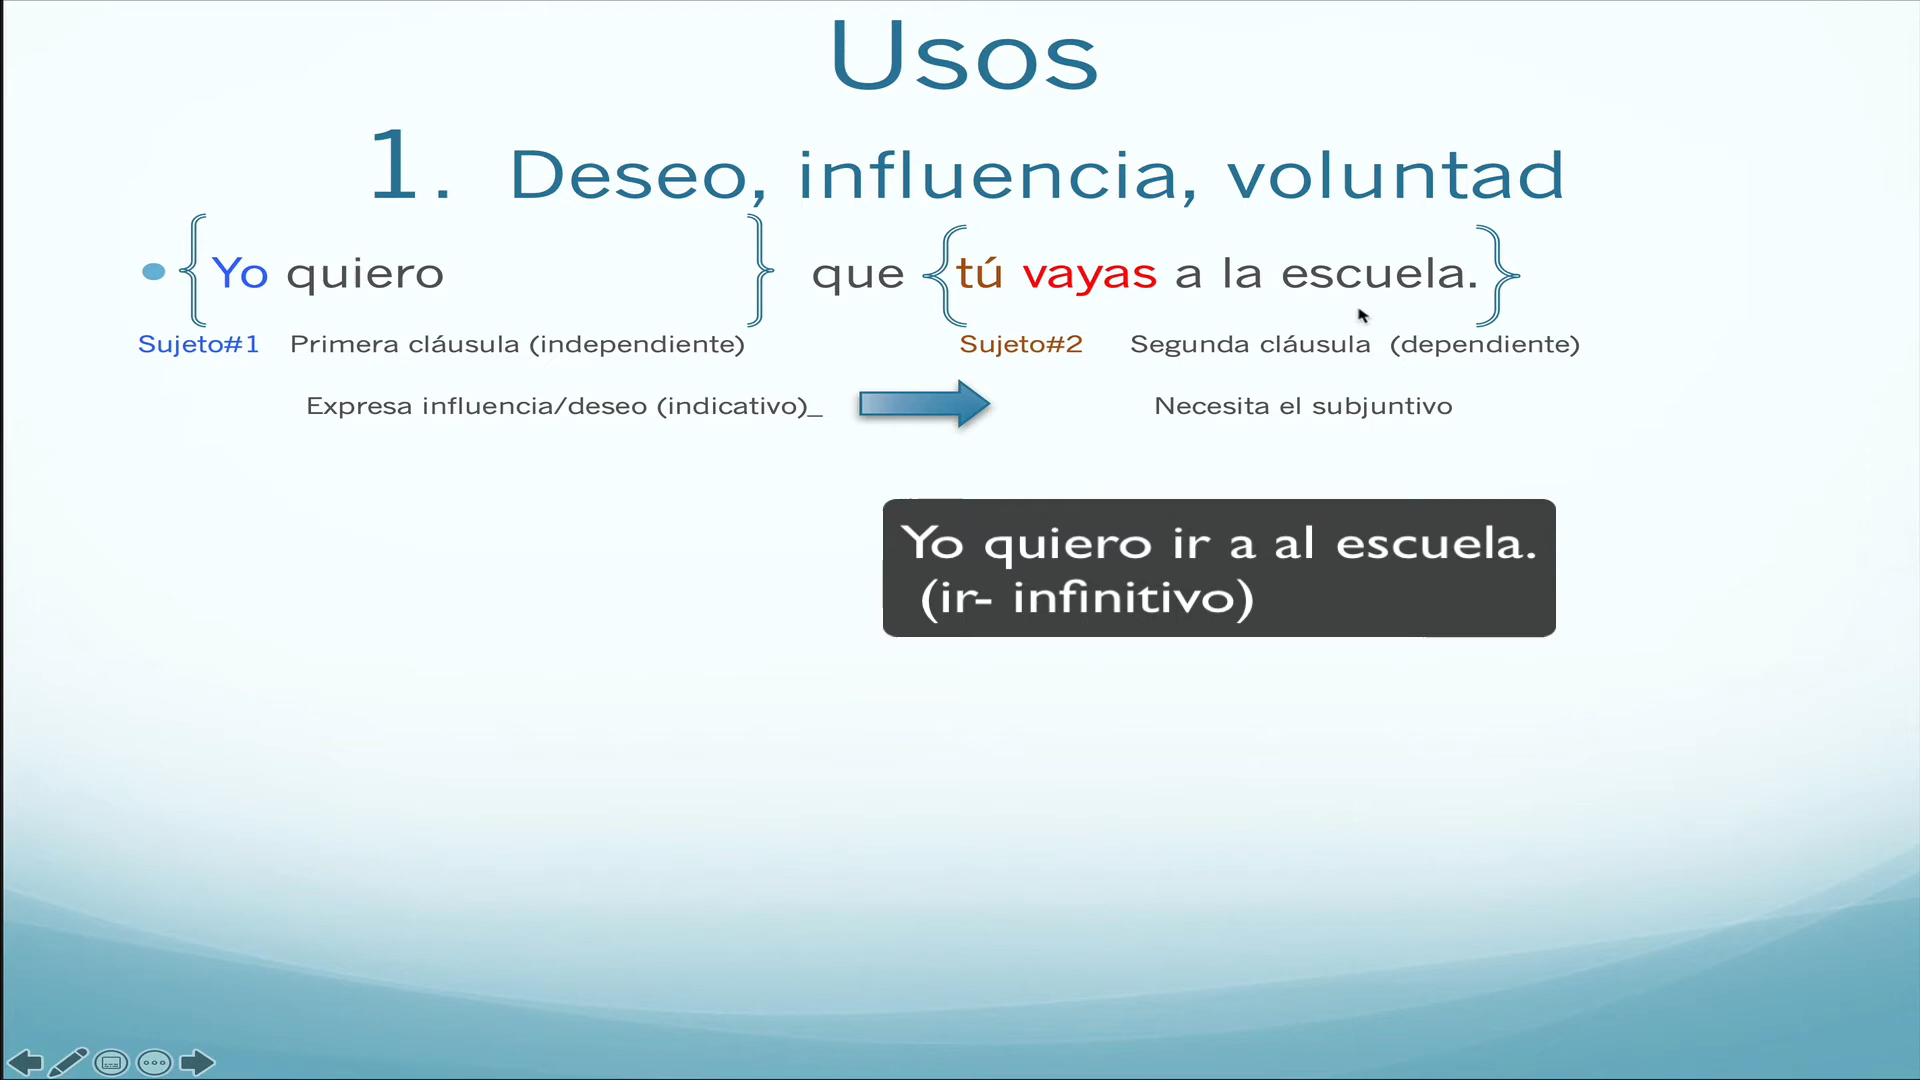 Usos
1. Deseo, influencia, voluntad
Yo quiero que tú vayas a la escuela.
Sujeto#1 Primera cláusula (independiente) Sujeto#2 Segunda cláusula (dependiente)
Expresa influencia/deseo (indicativo)_ Necesita el subjuntivo
Yo quiero ir a al escuela.
(ir- infinitivo)